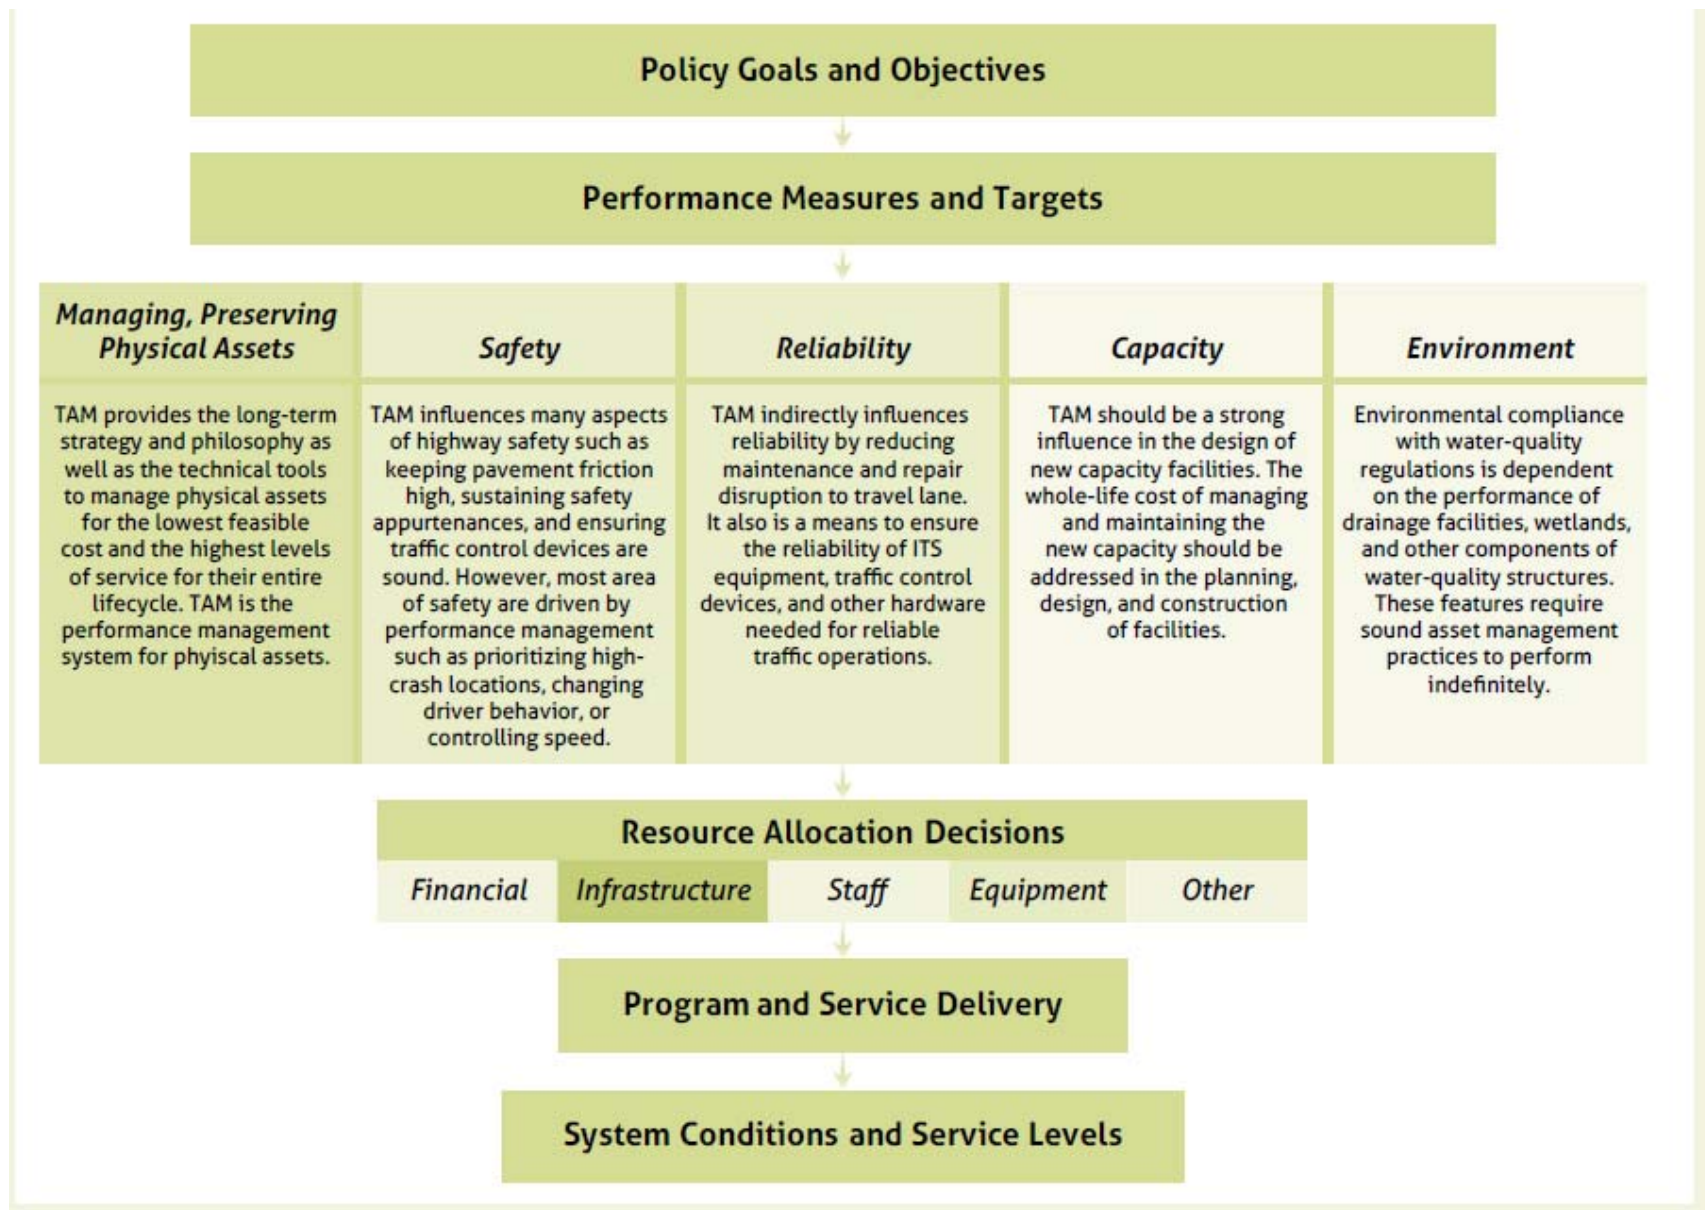 Policy Goals and Objectives
Performance Measures and Targets
Managing, Preserving
Physical Assets
TAM provides the long-term
strategy and philosophy as
well as the technical tools
to manage physical assets
for the lowest feasible
cost and the highest levels
of service for their entire
lifecycle. TAM is the
performance management
system for phyiscal assets.
Safety
TAM influences many aspects
of highway safety such as
keeping pavement friction
high, sustaining safety
appurtenances, and ensuring
traffic control devices are
sound. However, most area
of safety are driven by
performance management
such as prioritizing high-
crash locations, changing
driver behavior, or
controlling speed.
Reliability
TAM indirectly influences
reliability by reducing
maintenance and repair
disruption to travel lane.
It also is a means to ensure
the reliability of ITS
equipment, traffic control
devices, and other hardware
needed for reliable
traffic operations.
Capacity
TAM should be a strong
influence in the design of
new capacity facilities. The
whole-life cost of managing
and maintaining the
new capacity should be
addressed in the planning,
design, and construction
of facilities.
Environment
Environmental compliance
with water-quality
regulations is dependent
on the performance of
drainage facilities, wetlands,
and other components of
water-quality structures.
These features require
sound asset management
practices to perform
indefinitely.
Resource Allocation Decisions
Financial Infrastructure Staff Equipment Other
Program and Service Delivery
System Conditions and Service Levels